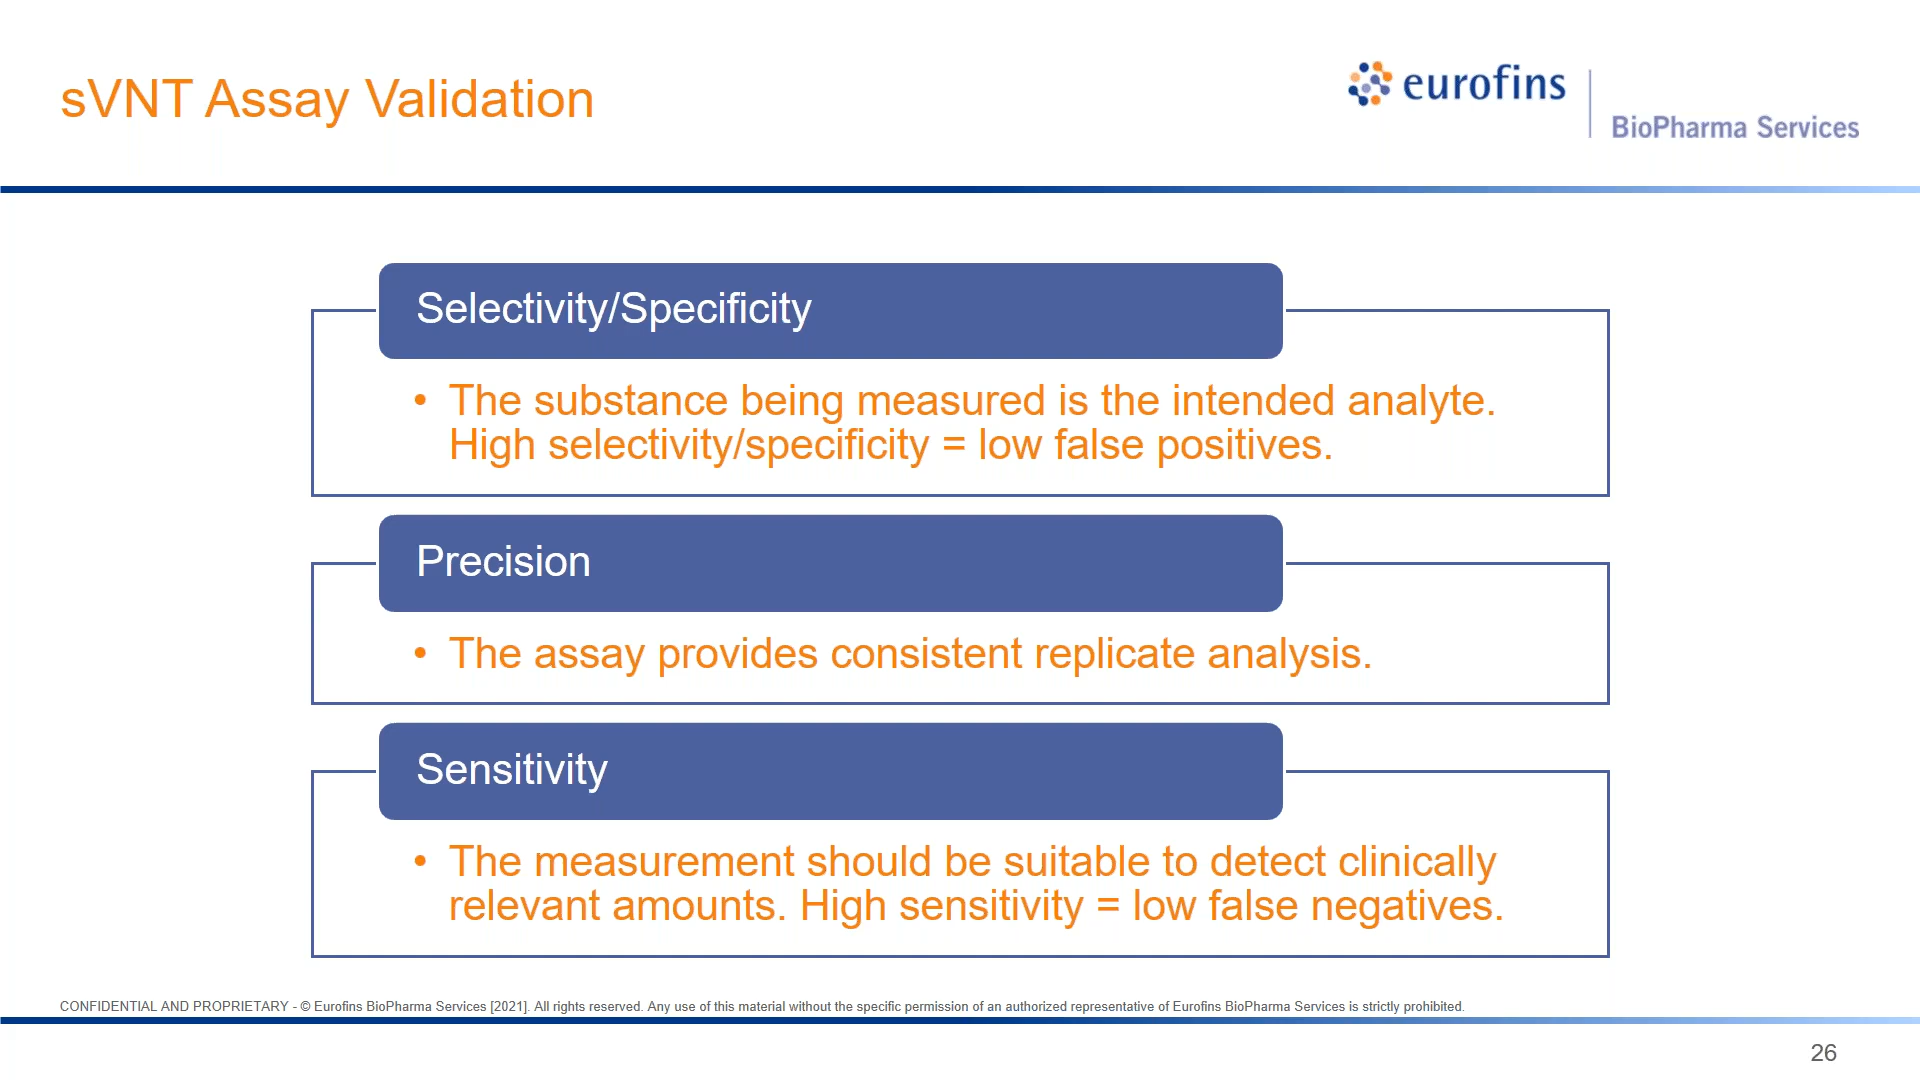 sVNT Assay Validation
eurofins
BioPharma Services
Selectivity/Specificity
• The substance being measured is the intended analyte.
High selectivity/specificity = low false positives.
Precision
• The assay provides consistent replicate analysis.
Sensitivity
• The measurement should be suitable to detect clinically
relevant amounts. High sensitivity = low false negatives.
CONFIDENTIAL AND PROPRIETARY - © Eurofins BioPharma Services [2021]. All rights reserved. Any use of this material without the specific permission of an authorized representative of Eurofins BioPharma Services is strictly prohibited.
26